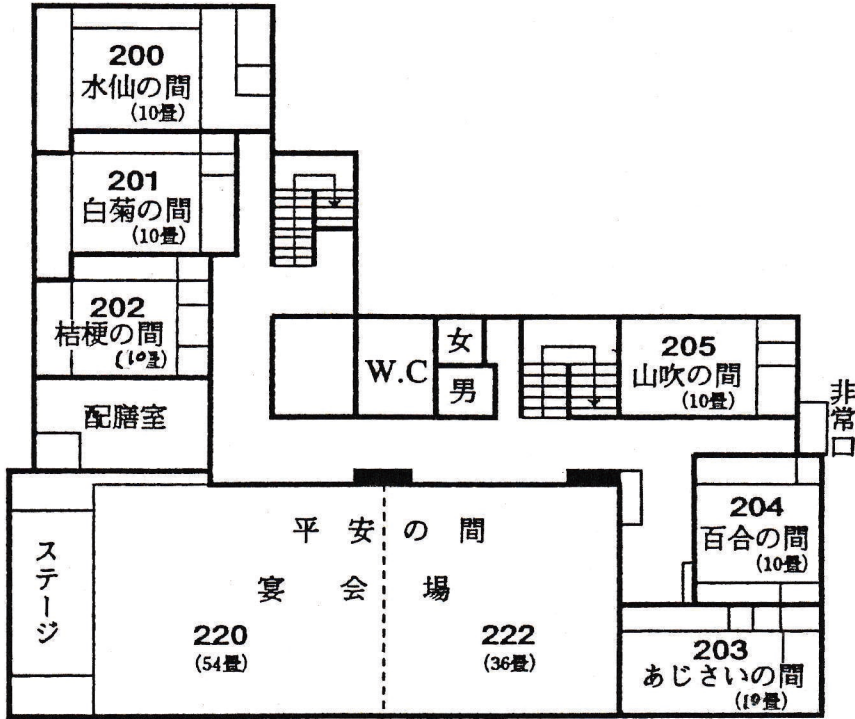 200
水仙の間
(10畳)
201
白菊の間
(10畳)
202
桔梗の間
(10畳)
配膳室
W.C
女
男
205
山吹の間
(10畳)
非常口
204
百合の間
(10畳)
203
あじさいの間
(10畳)
ステージ
平安の間
宴会場
220
(54畳)
222
(36畳)